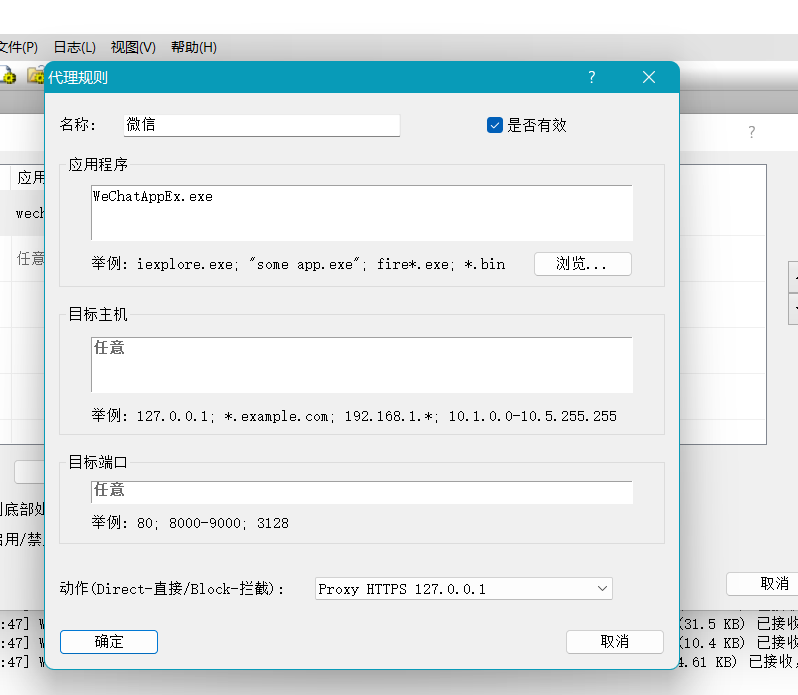 文件(P) 日志(L) 视图(V) 帮助(H)
代理规则
?
名称:
微信
是否有效
?
应用程序
应用
WeChatAppEx.exe
wech
任意
举例: iexplore.exe; "some app.exe"; fire*.exe; *.bin
浏览...
目标主机
任意
举例: 127.0.0.1; *.example.com; 192.168.1.*; 10.1.0.0-10.5.255.255
目标端口
任意
举例: 80; 8000-9000; 3128
底部处
启用/禁
动作(Direct-直接/Block-拦截):
Proxy HTTPS 127.0.0.1
取消
确定
取消
:47] W
(31.5 KB) 已接收
:47] W
(10.4 KB) 已接收
:47] W
4.61 KB) 已接收,